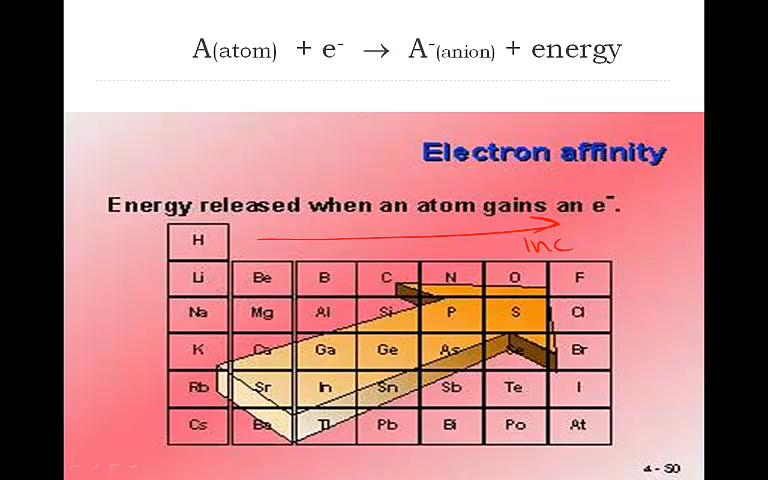 A(atom) + e⁻ → A⁻(anion) + energy
Electron affinity
Energy released when an atom gains an e⁻.
H
Inc
Li Be B C N O F
Na Mg Al Si P S Cl
K Ca Ga Ge As Se Br
Rb Sr In Sn Sb Te I
Cs Ba Tl Pb Bi Po At
4 - 50